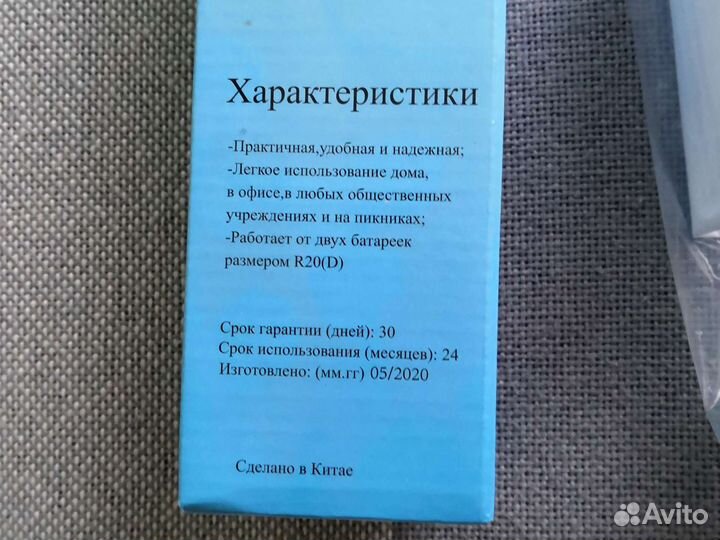 Характеристики
-Практичная,удобная и надежная;
-Легкое использование дома,
в офисе,в любых общественных
учреждениях и на пикниках;
-Работает от двух батареек
размером R20(D)
Срок гарантии (дней): 30
Срок использования (месяцев): 24
Изготовлено: (мм.гг) 05/2020
Сделано в Китае
Avito